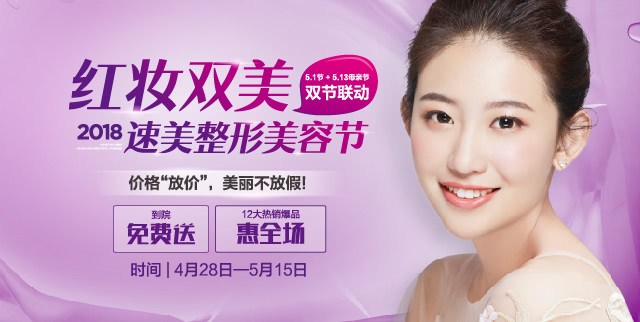 红妆双美
5.1节 + 5.13母亲节
双节联动
2018 速美整形美容节
价格“放价”，美丽不放假!
到院
免费送
12大热销爆品
惠全场
时间 | 4月28日—5月15日